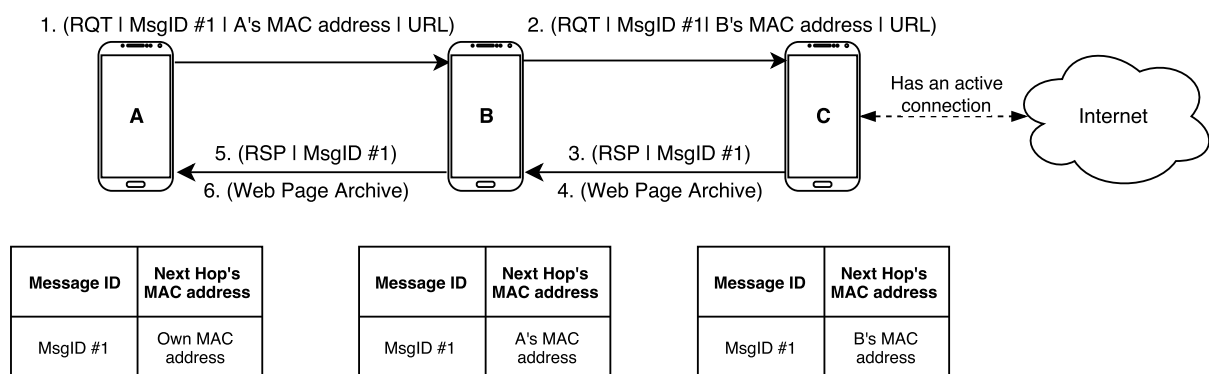 1. (RQT | MsgID #1 | A's MAC address | URL)
2. (RQT | MsgID #1| B's MAC address | URL)
A
B
C
Has an active
connection
Internet
5. (RSP | MsgID #1)
6. (Web Page Archive)
3. (RSP | MsgID #1)
4. (Web Page Archive)
Message ID
Next Hop's
MAC address
MsgID #1
Own MAC
address
Message ID
Next Hop's
MAC address
MsgID #1
A's MAC
address
Message ID
Next Hop's
MAC address
MsgID #1
B's MAC
address